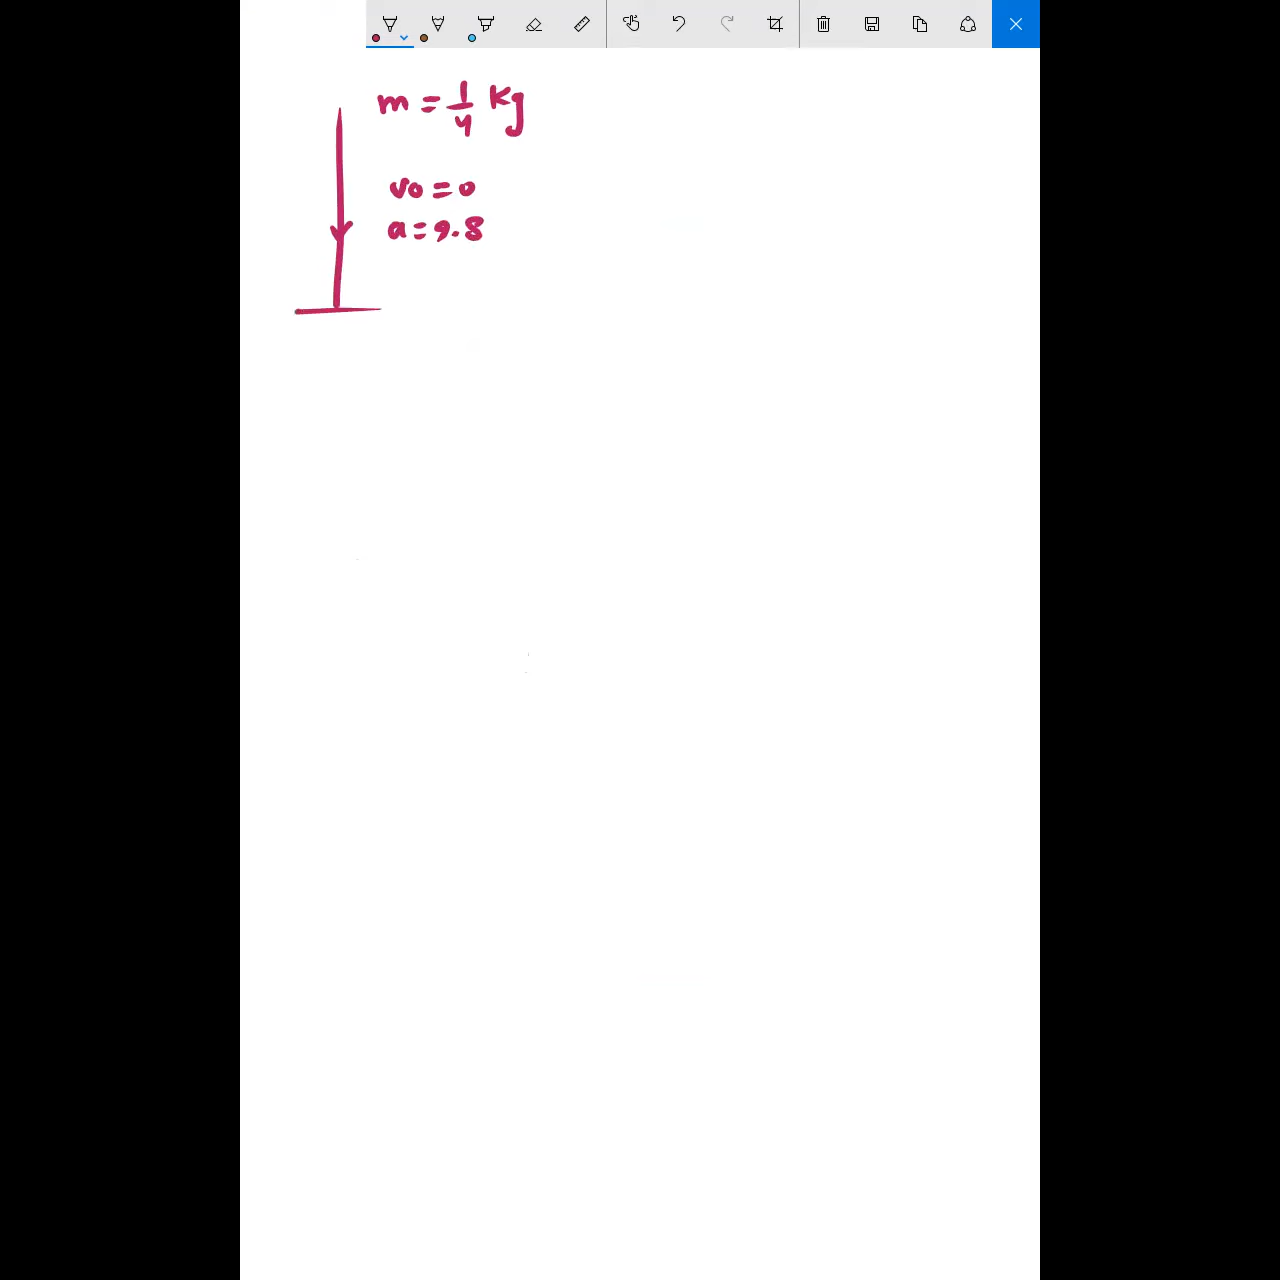 m = 1/4 Kg
vo = 0
a = 9.8